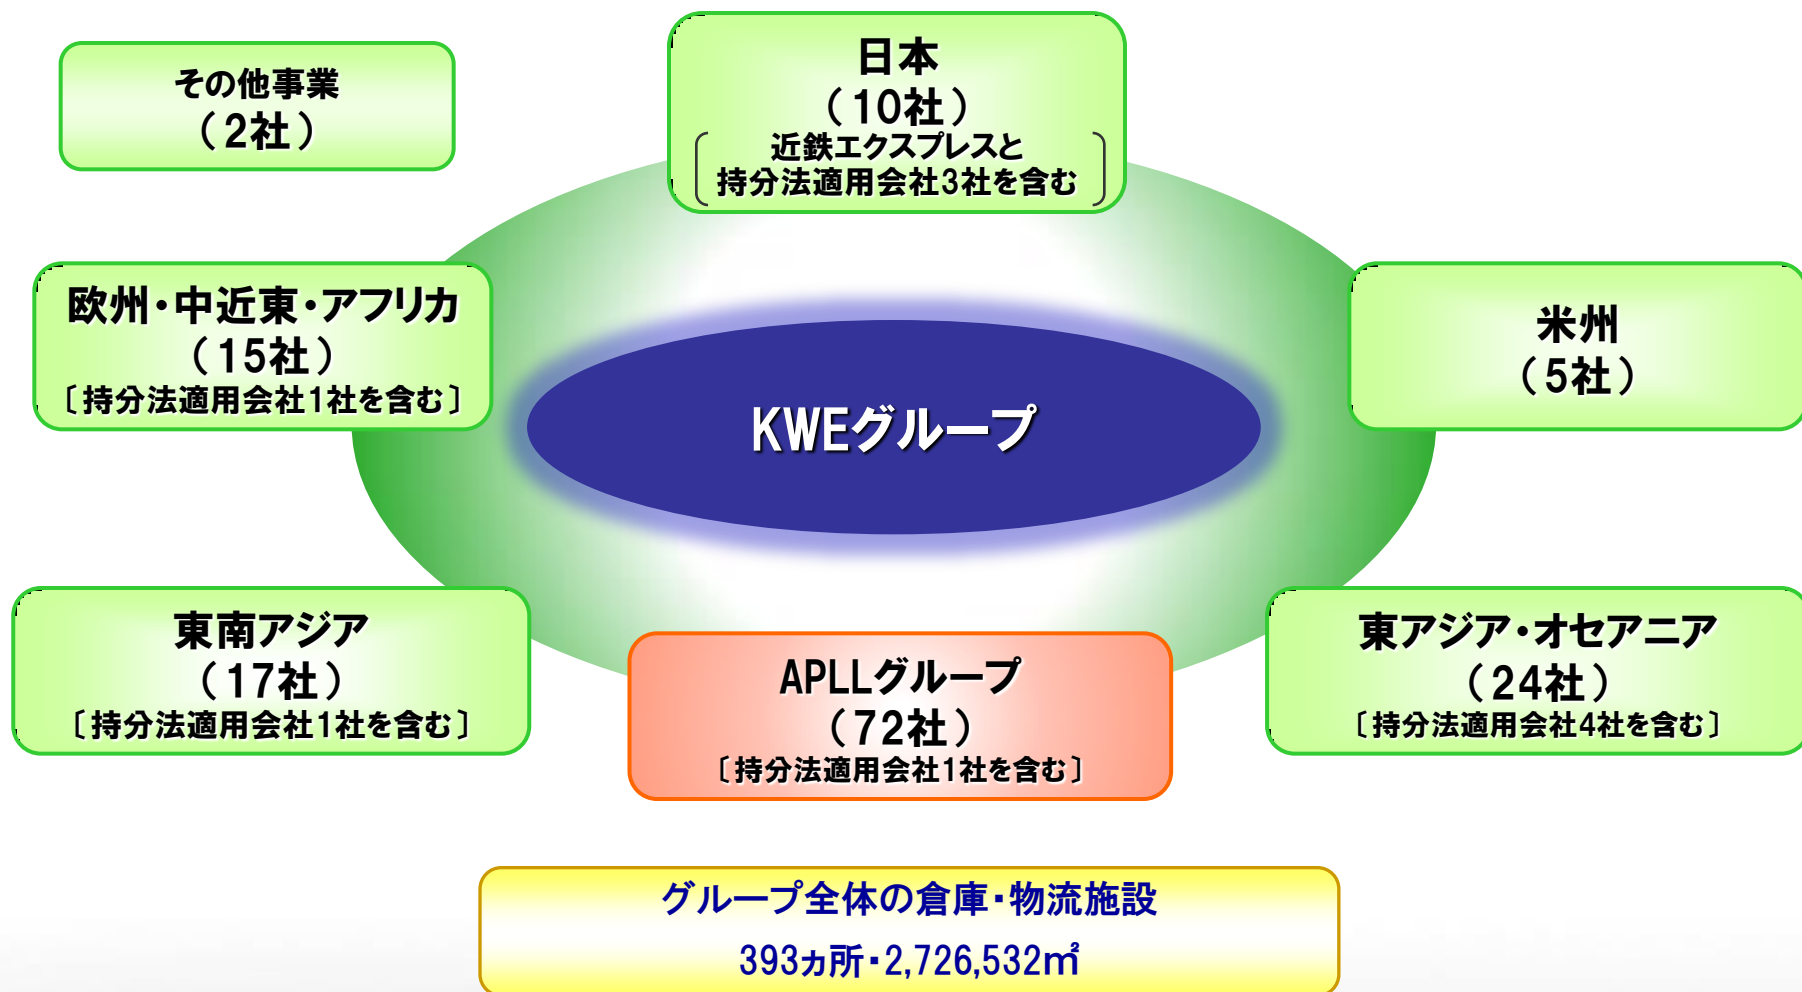 その他事業
（2社）
日本
（10社）
近鉄エクスプレスと
持分法適用会社3社を含む
欧州・中近東・アフリカ
（15社）
〔持分法適用会社1社を含む〕
米州
（5社）
KWEグループ
東南アジア
（17社）
〔持分法適用会社1社を含む〕
APLLグループ
（72社）
〔持分法適用会社1社を含む〕
東アジア・オセアニア
（24社）
〔持分法適用会社4社を含む〕
グループ全体の倉庫・物流施設
393ヵ所・2,726,532㎡